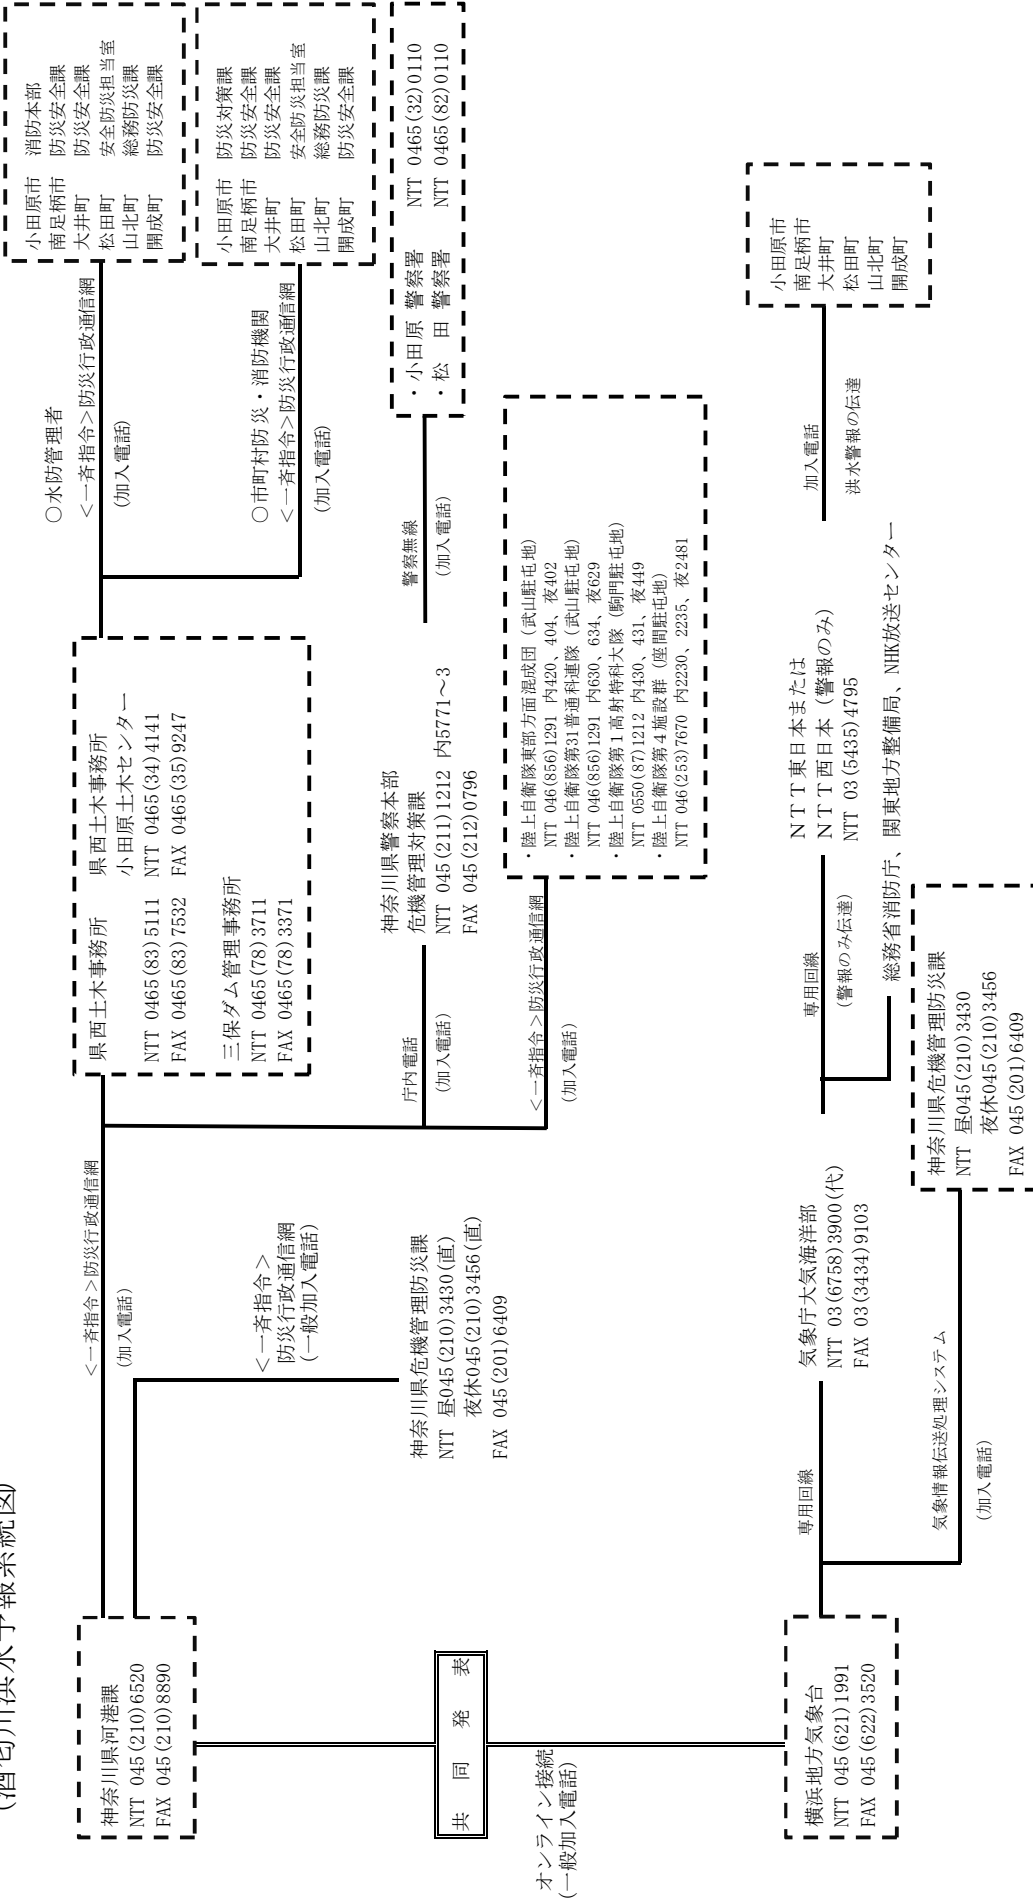 (酒匂川洪水予報系統図)
神奈川県河港課
NTT 045(210)6520
FAX 045(210)8890
共 同 発 表
オンライン接続
(一般加入電話)
横浜地方気象台
NTT 045(621)1991
FAX 045(622)3520
＜一斉指令＞防災行政通信網
(加入電話)
＜一斉指令＞
防災行政通信網
(一般加入電話)
神奈川県危機管理防災課
NTT 昼045(210)3430(直)
夜休045(210)3456(直)
FAX 045(201)6409
県西土木事務所
NTT 0465(83)5111
FAX 0465(83)7532
県西土木事務所
小田原土木センター
NTT 0465(34)4141
FAX 0465(35)9247
三保ダム管理事務所
NTT 0465(78)3711
FAX 0465(78)3371
庁内電話
(加入電話)
神奈川県警察本部
危機管理対策課
NTT 045(211)1212 内5771～3
FAX 045(212)0796
＜一斉指令＞防災行政通信網
(加入電話)
・陸上自衛隊東部方面混成団（武山駐屯地）
NTT 046(856)1291 内420、404、夜402
・陸上自衛隊第31普通科連隊（武山駐屯地）
NTT 046(856)1291 内630、634、夜629
・陸上自衛隊第１高射特科大隊（駒門駐屯地）
NTT 0550(87)1212 内430、431、夜449
・陸上自衛隊第４施設群（座間駐屯地）
NTT 046(253)7670 内2230、2235、夜2481
○水防管理者
＜一斉指令＞防災行政通信網
(加入電話)
小田原市 消防本部
南足柄市 防災安全課
大井町 防災安全課
松田町 安全防災担当室
山北町 総務防災課
開成町 防災安全課
○市町村防災・消防機関
＜一斉指令＞防災行政通信網
(加入電話)
小田原市 防災対策課
南足柄市 防災安全課
大井町 防災安全課
松田町 安全防災担当室
山北町 総務防災課
開成町 防災安全課
警察無線
(加入電話)
・小田原 警察署 NTT 0465(32)0110
・松 田 警察署 NTT 0465(82)0110
専用回線
気象庁大気海洋部
NTT 03(6758)3900(代)
FAX 03(3434)9103
気象情報伝送処理システム
(加入電話)
神奈川県危機管理防災課
NTT 昼045(210)3430
夜休045(210)3456
FAX 045(201)6409
専用回線
(警報のみ伝達)
ＮＴＴ東日本または
ＮＴＴ西日本（警報のみ）
NTT 03(5435)4795
総務省消防庁、関東地方整備局、NHK放送センター
加入電話
洪水警報の伝達
小田原市
南足柄市
大井町
松田町
山北町
開成町